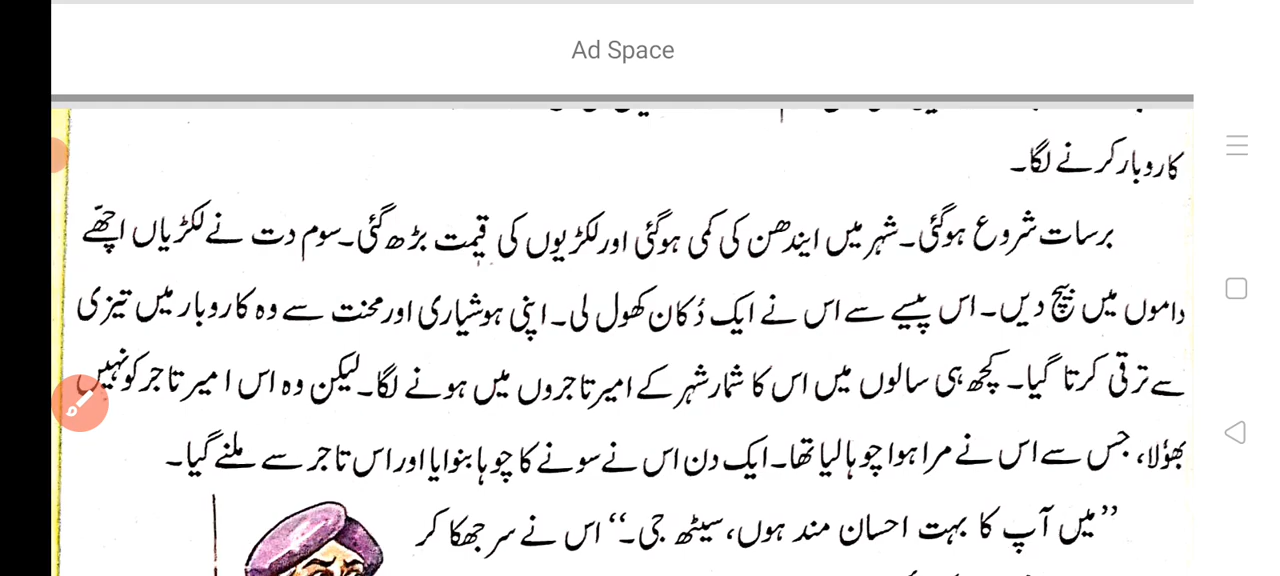 Ad Space
کاروبار کرنے لگا۔
برسات شروع ہوگئی۔ شہر میں ایندھن کی کمی ہوگئی اور لکڑیوں کی قیمت بڑھ گئی۔ سوم دت نے لکڑیاں اچھّے
داموں میں بیچ دیں۔ اس پیسے سے اس نے ایک دُکان کھول لی۔ اپنی ہوشیاری اور محنت سے وہ کاروبار میں تیزی
سے ترقی کرتا گیا۔ کچھ ہی سالوں میں اس کا شمار شہر کے امیر تاجروں میں ہونے لگا۔ لیکن وہ اس امیر تاجر کو نہیں
بھوٗلا، جس سے اس نے مرا ہوا چوہا لیا تھا۔ ایک دن اس نے سونے کا چوہا بنوایا اور اس تاجر سے ملنے گیا۔
”میں آپ کا بہت احسان مند ہوں، سیٹھ جی۔“ اس نے سر جھکا کر